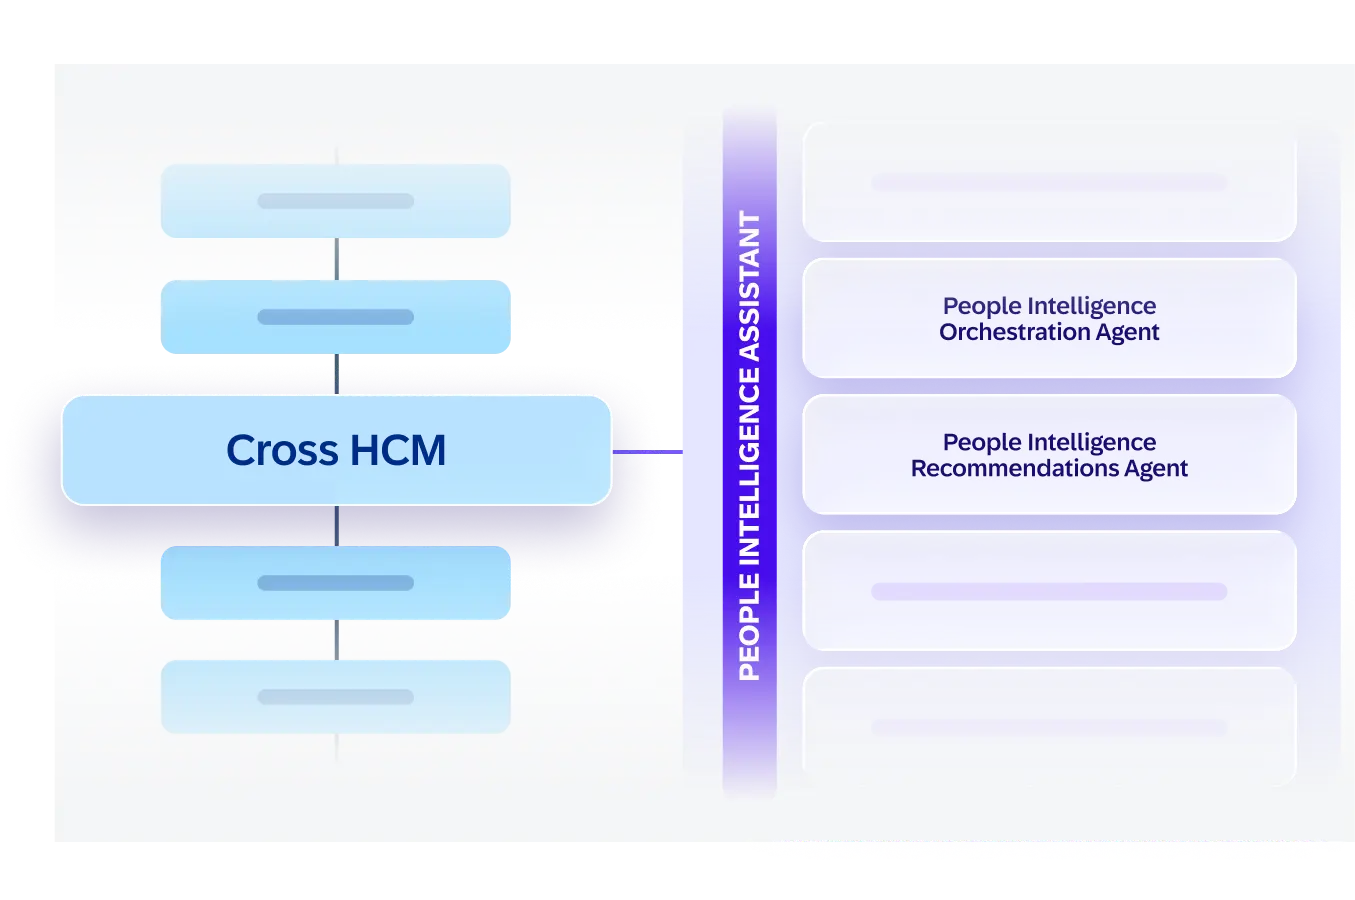 Cross HCM
PEOPLE INTELLIGENCE ASSISTANT
People Intelligence
Orchestration Agent
People Intelligence
Recommendations Agent